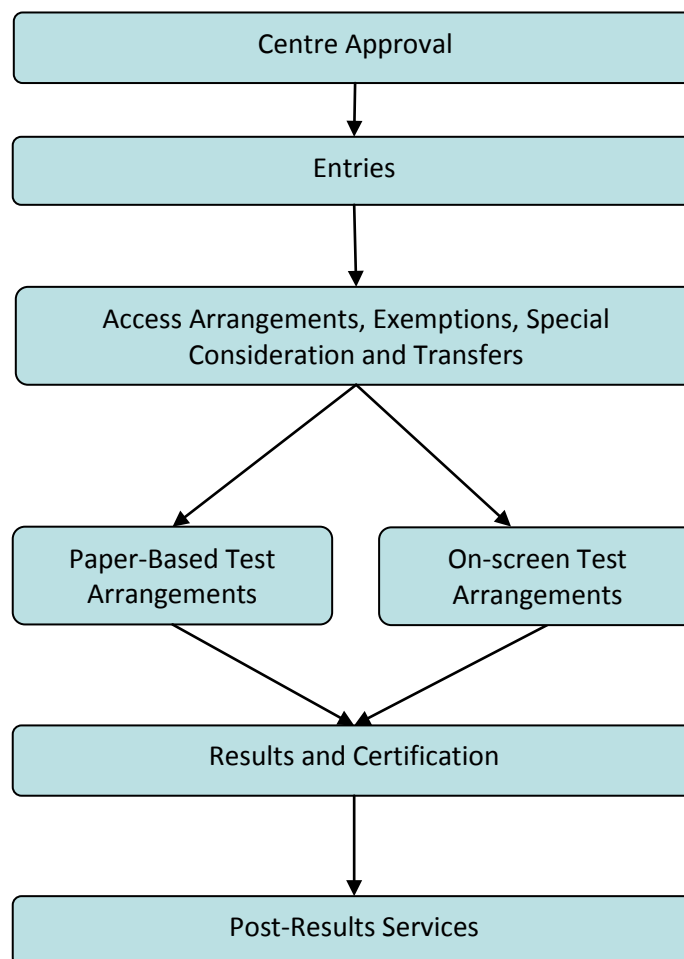 Centre Approval
Entries
Access Arrangements, Exemptions, Special
Consideration and Transfers
Paper-Based Test
Arrangements
On-screen Test
Arrangements
Results and Certification
Post-Results Services